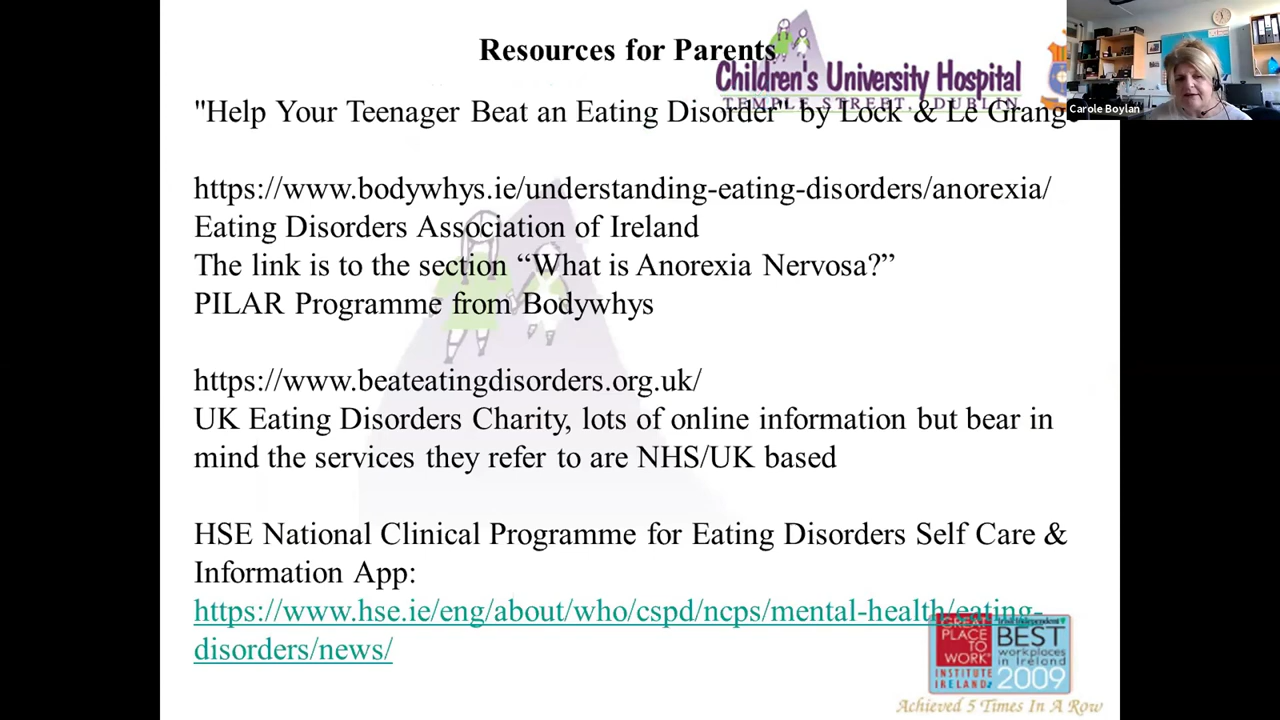 Resources for Parents
Children's University Hospital
TEMPLE STREET, DUBLIN
Carole Boylan
"Help Your Teenager Beat an Eating Disorder" by Lock & Le Grange
https://www.bodywhys.ie/understanding-eating-disorders/anorexia/
Eating Disorders Association of Ireland
The link is to the section “What is Anorexia Nervosa?”
PILAR Programme from Bodywhys
https://www.beateatingdisorders.org.uk/
UK Eating Disorders Charity, lots of online information but bear in
mind the services they refer to are NHS/UK based
HSE National Clinical Programme for Eating Disorders Self Care &
Information App:
https://www.hse.ie/eng/about/who/cspd/ncps/mental-health/eating-
disorders/news/
GREAT
PLACE
TO
WORK
INSTITUTE
IRELAND
Irish Independent
BEST
workplaces
in Ireland
2009
Achieved 5 Times In A Row